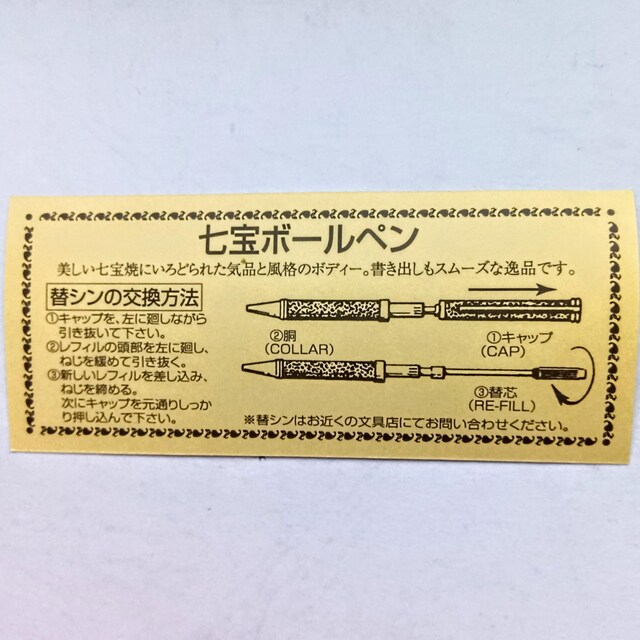 七宝ボールペン
美しい七宝焼にいろどられた気品と風格のボディー。書き出しもスムーズな逸品です。
替シンの交換方法
①キャップを、左に廻しながら
引き抜いて下さい。
②レフィルの頭部を左に廻し、
ねじを緩めて引き抜く。
③新しいレフィルを差し込み、
ねじを締める。
次にキャップを元通りしっか
り押し込んで下さい。
②胴
(COLLAR)
①キャップ
(CAP)
③替芯
(RE-FILL)
※替シンはお近くの文具店にてお問い合わせください。